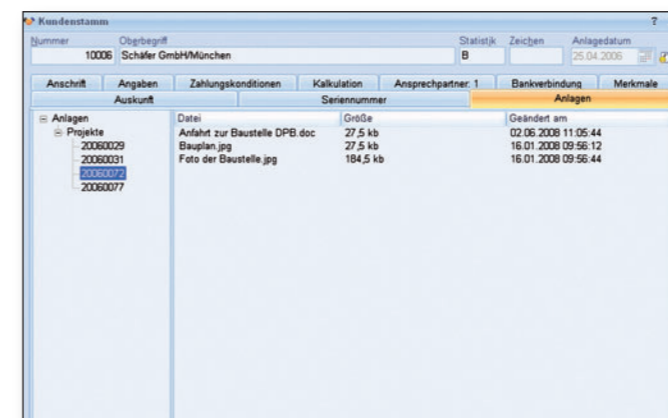 Kundenstamm ?
Nummer Oberbegriff Statistik Zeichen Anlagedatum
10006 Schäfer GmbH/München B 25.04.2006
Anschrift Angaben Zahlungskonditionen Kalkulation Ansprechpartner: 1 Bankverbindung Merkmale
Auskunft Seriennummer Anlagen
Anlagen Datei Größe Geändert am
Projekte Anfahrt zur Baustelle DPB.doc 27,5 kb 02.06.2008 11:05:44
20060029 Bauplan.jpg 27,5 kb 16.01.2008 09:56:12
20060031 Foto der Baustelle.jpg 184,5 kb 16.01.2008 09:56:44
20060072
20060077